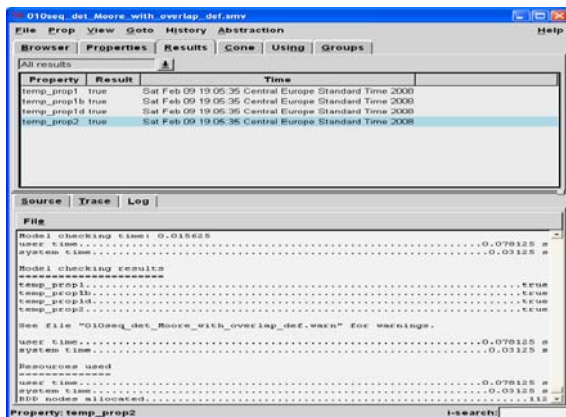 010seq_det_Moore_with_overlap_def.smv
File Prop View Goto History Abstraction Help
Browser Properties Results Cone Using Groups
All results
Property Result Time
temp_prop1 true Sat Feb 09 19:05:35 Central Europe Standard Time 2008
temp_prop1b true Sat Feb 09 19:05:35 Central Europe Standard Time 2008
temp_prop1d true Sat Feb 09 19:05:35 Central Europe Standard Time 2008
temp_prop2 true Sat Feb 09 19:05:35 Central Europe Standard Time 2008
Source Trace Log
File
Model checking time: 0.015625
user time..................................................0.078125 s
system time................................................0.03125 s
Model checking results
======================
temp_prop1.................................................true
temp_prop1b................................................true
temp_prop1d................................................true
temp_prop2.................................................true
See file "010seq_det_Moore_with_overlap_def.warn" for warnings.
user time..................................................0.078125 s
system time................................................0.03125 s
Resources used
==============
user time..................................................0.078125 s
system time................................................0.03125 s
BDD nodes allocated........................................112
Property: temp_prop2 i-search: